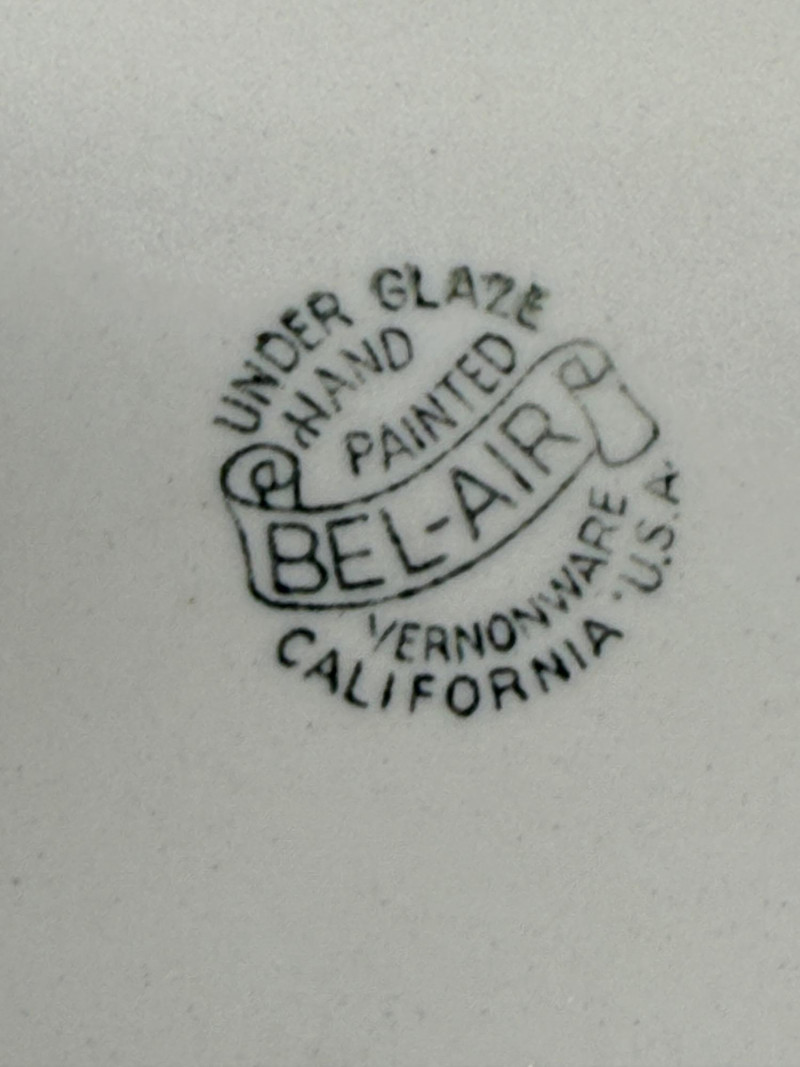 UNDER GLAZE
HAND
PAINTED
BEL-AIR
VERNONWARE
CALIFORNIA U.S.A.